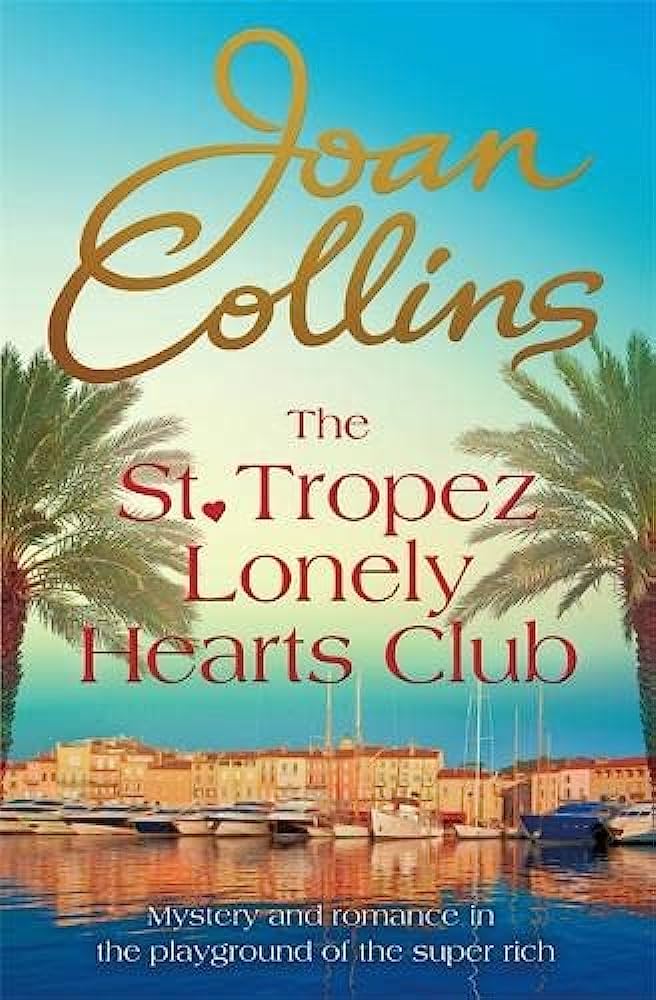 Joan
Collins
The
St. Tropez
Lonely
Hearts Club
Mystery and romance in
the playground of the super rich